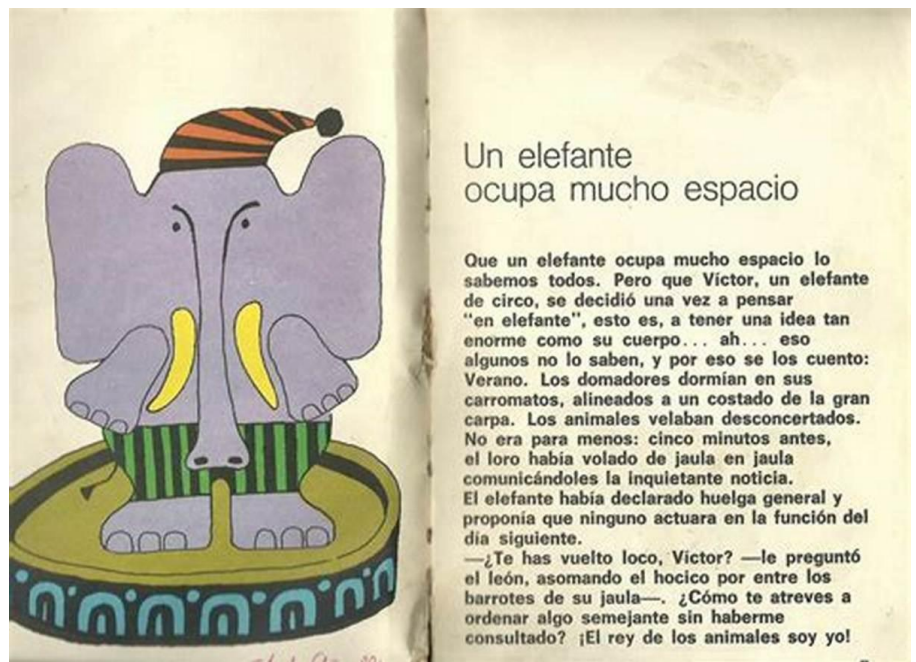 Un elefante
ocupa mucho espacio
Que un elefante ocupa mucho espacio lo
sabemos todos. Pero que Víctor, un elefante
de circo, se decidió una vez a pensar
“en elefante”, esto es, a tener una idea tan
enorme como su cuerpo... ah... eso
algunos no lo saben, y por eso se los cuento:
Verano. Los domadores dormían en sus
carromatos, alineados a un costado de la gran
carpa. Los animales velaban desconcertados.
No era para menos: cinco minutos antes,
el loro había volado de jaula en jaula
comunicándoles la inquietante noticia.
El elefante había declarado huelga general y
proponía que ninguno actuara en la función del
día siguiente.
—¿Te has vuelto loco, Víctor? —le preguntó
el león, asomando el hocico por entre los
barrotes de su jaula—. ¿Cómo te atreves a
ordenar algo semejante sin haberme
consultado? ¡El rey de los animales soy yo!